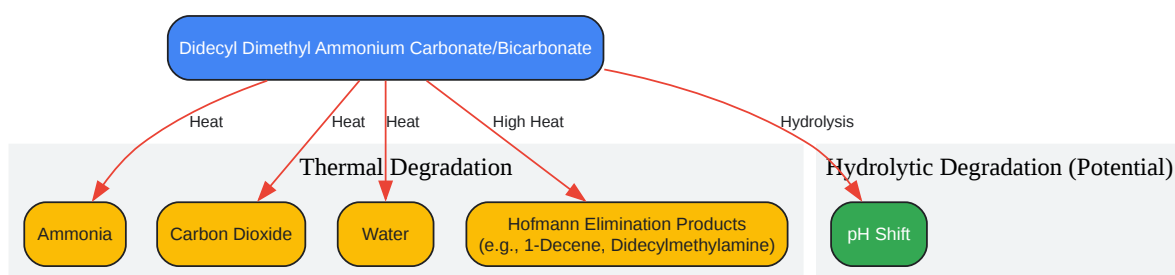 Didecyl Dimethyl Ammonium Carbonate/Bicarbonate
Heat
Heat
Heat
High Heat
Hydrolysis
Thermal Degradation
Hydrolytic Degradation (Potential)
Ammonia
Carbon Dioxide
Water
Hofmann Elimination Products
(e.g., 1-Decene, Didecylmethylamine)
pH Shift